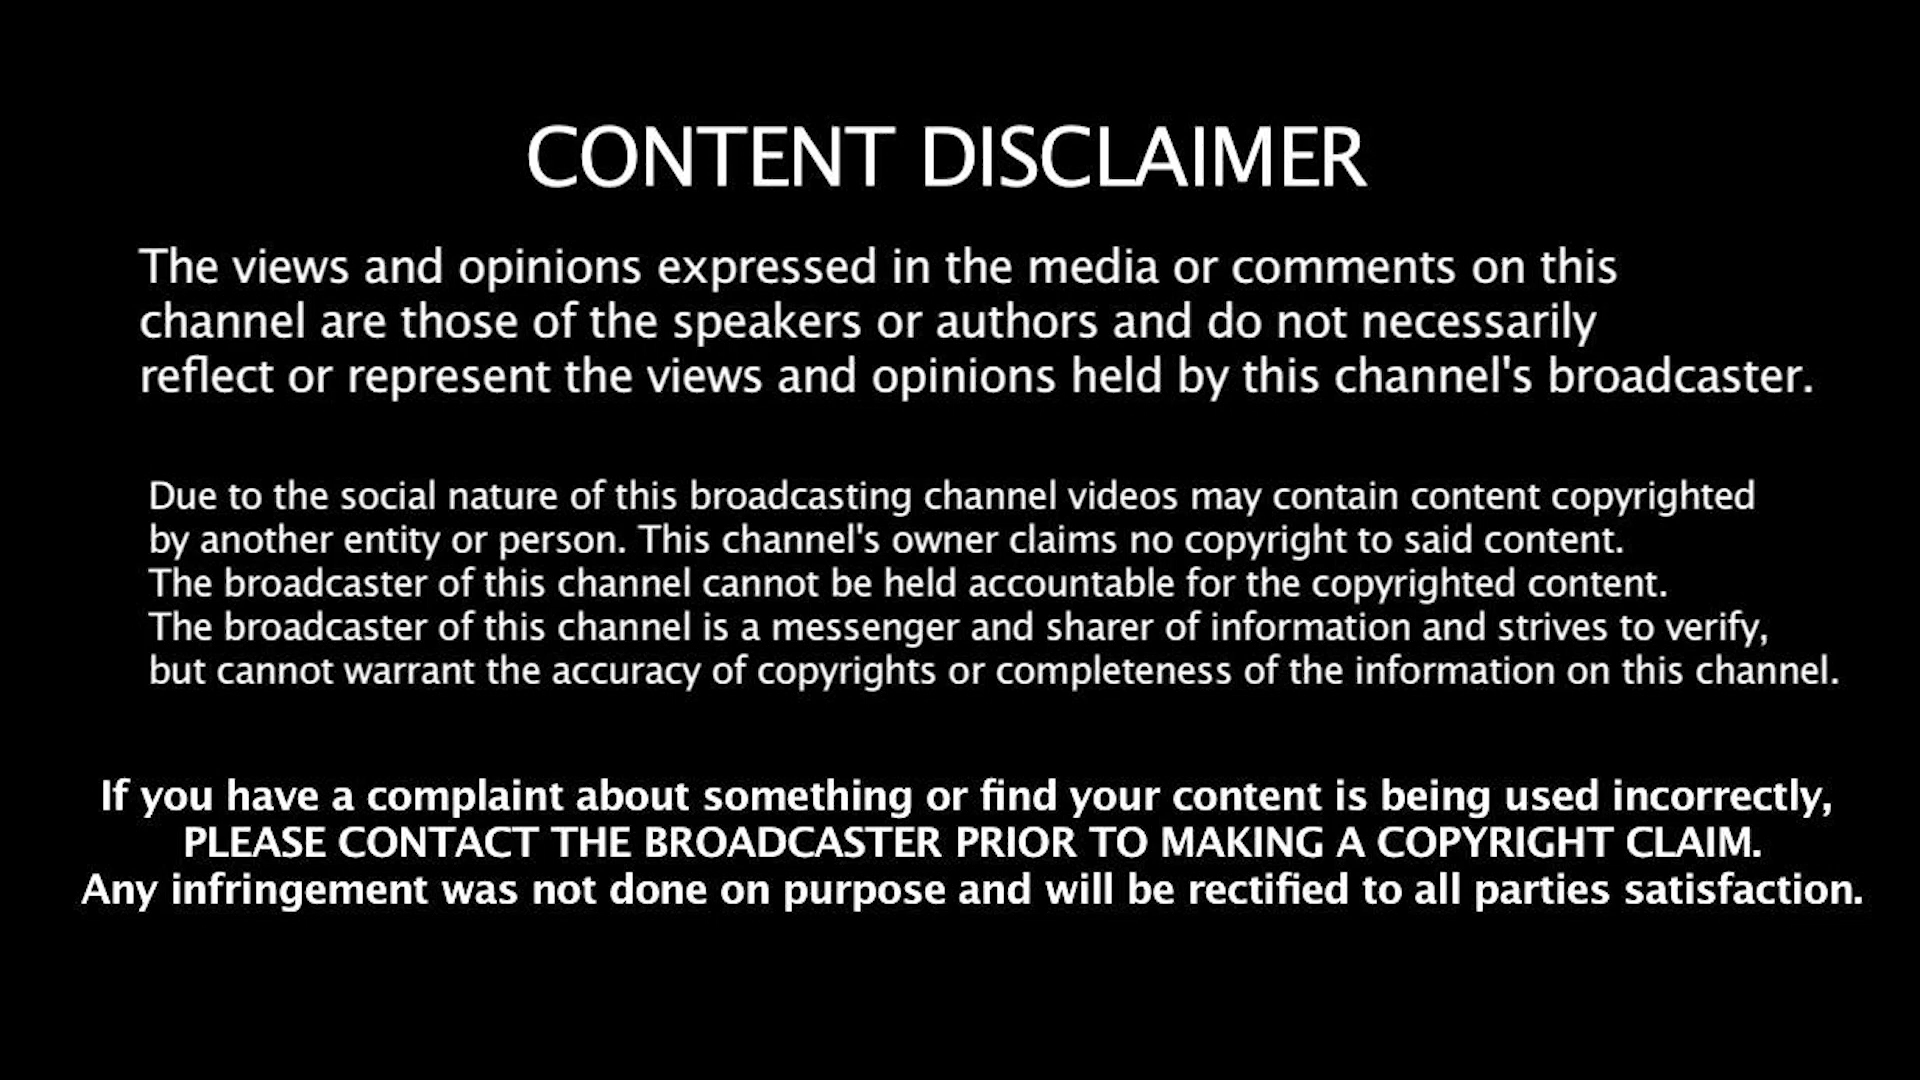 CONTENT DISCLAIMER
The views and opinions expressed in the media or comments on this
channel are those of the speakers or authors and do not necessarily
reflect or represent the views and opinions held by this channel's broadcaster.
Due to the social nature of this broadcasting channel videos may contain content copyrighted
by another entity or person. This channel's owner claims no copyright to said content.
The broadcaster of this channel cannot be held accountable for the copyrighted content.
The broadcaster of this channel is a messenger and sharer of information and strives to verify,
but cannot warrant the accuracy of copyrights or completeness of the information on this channel.
If you have a complaint about something or find your content is being used incorrectly,
PLEASE CONTACT THE BROADCASTER PRIOR TO MAKING A COPYRIGHT CLAIM.
Any infringement was not done on purpose and will be rectified to all parties satisfaction.